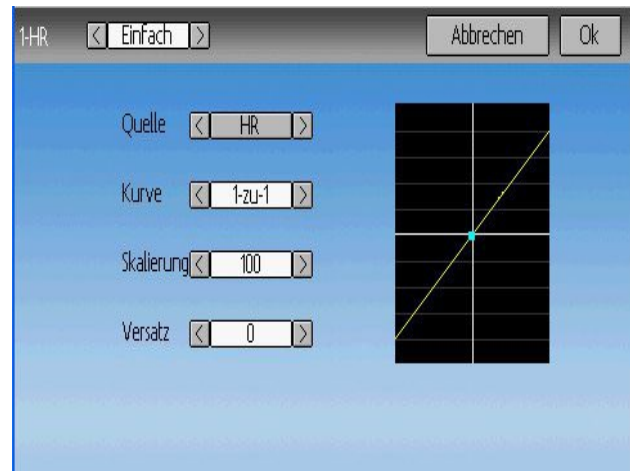 1-HR < Einfach > Abbrechen Ok
Quelle < HR >
Kurve < 1-zu-1 >
Skalierung < 100 >
Versatz < 0 >